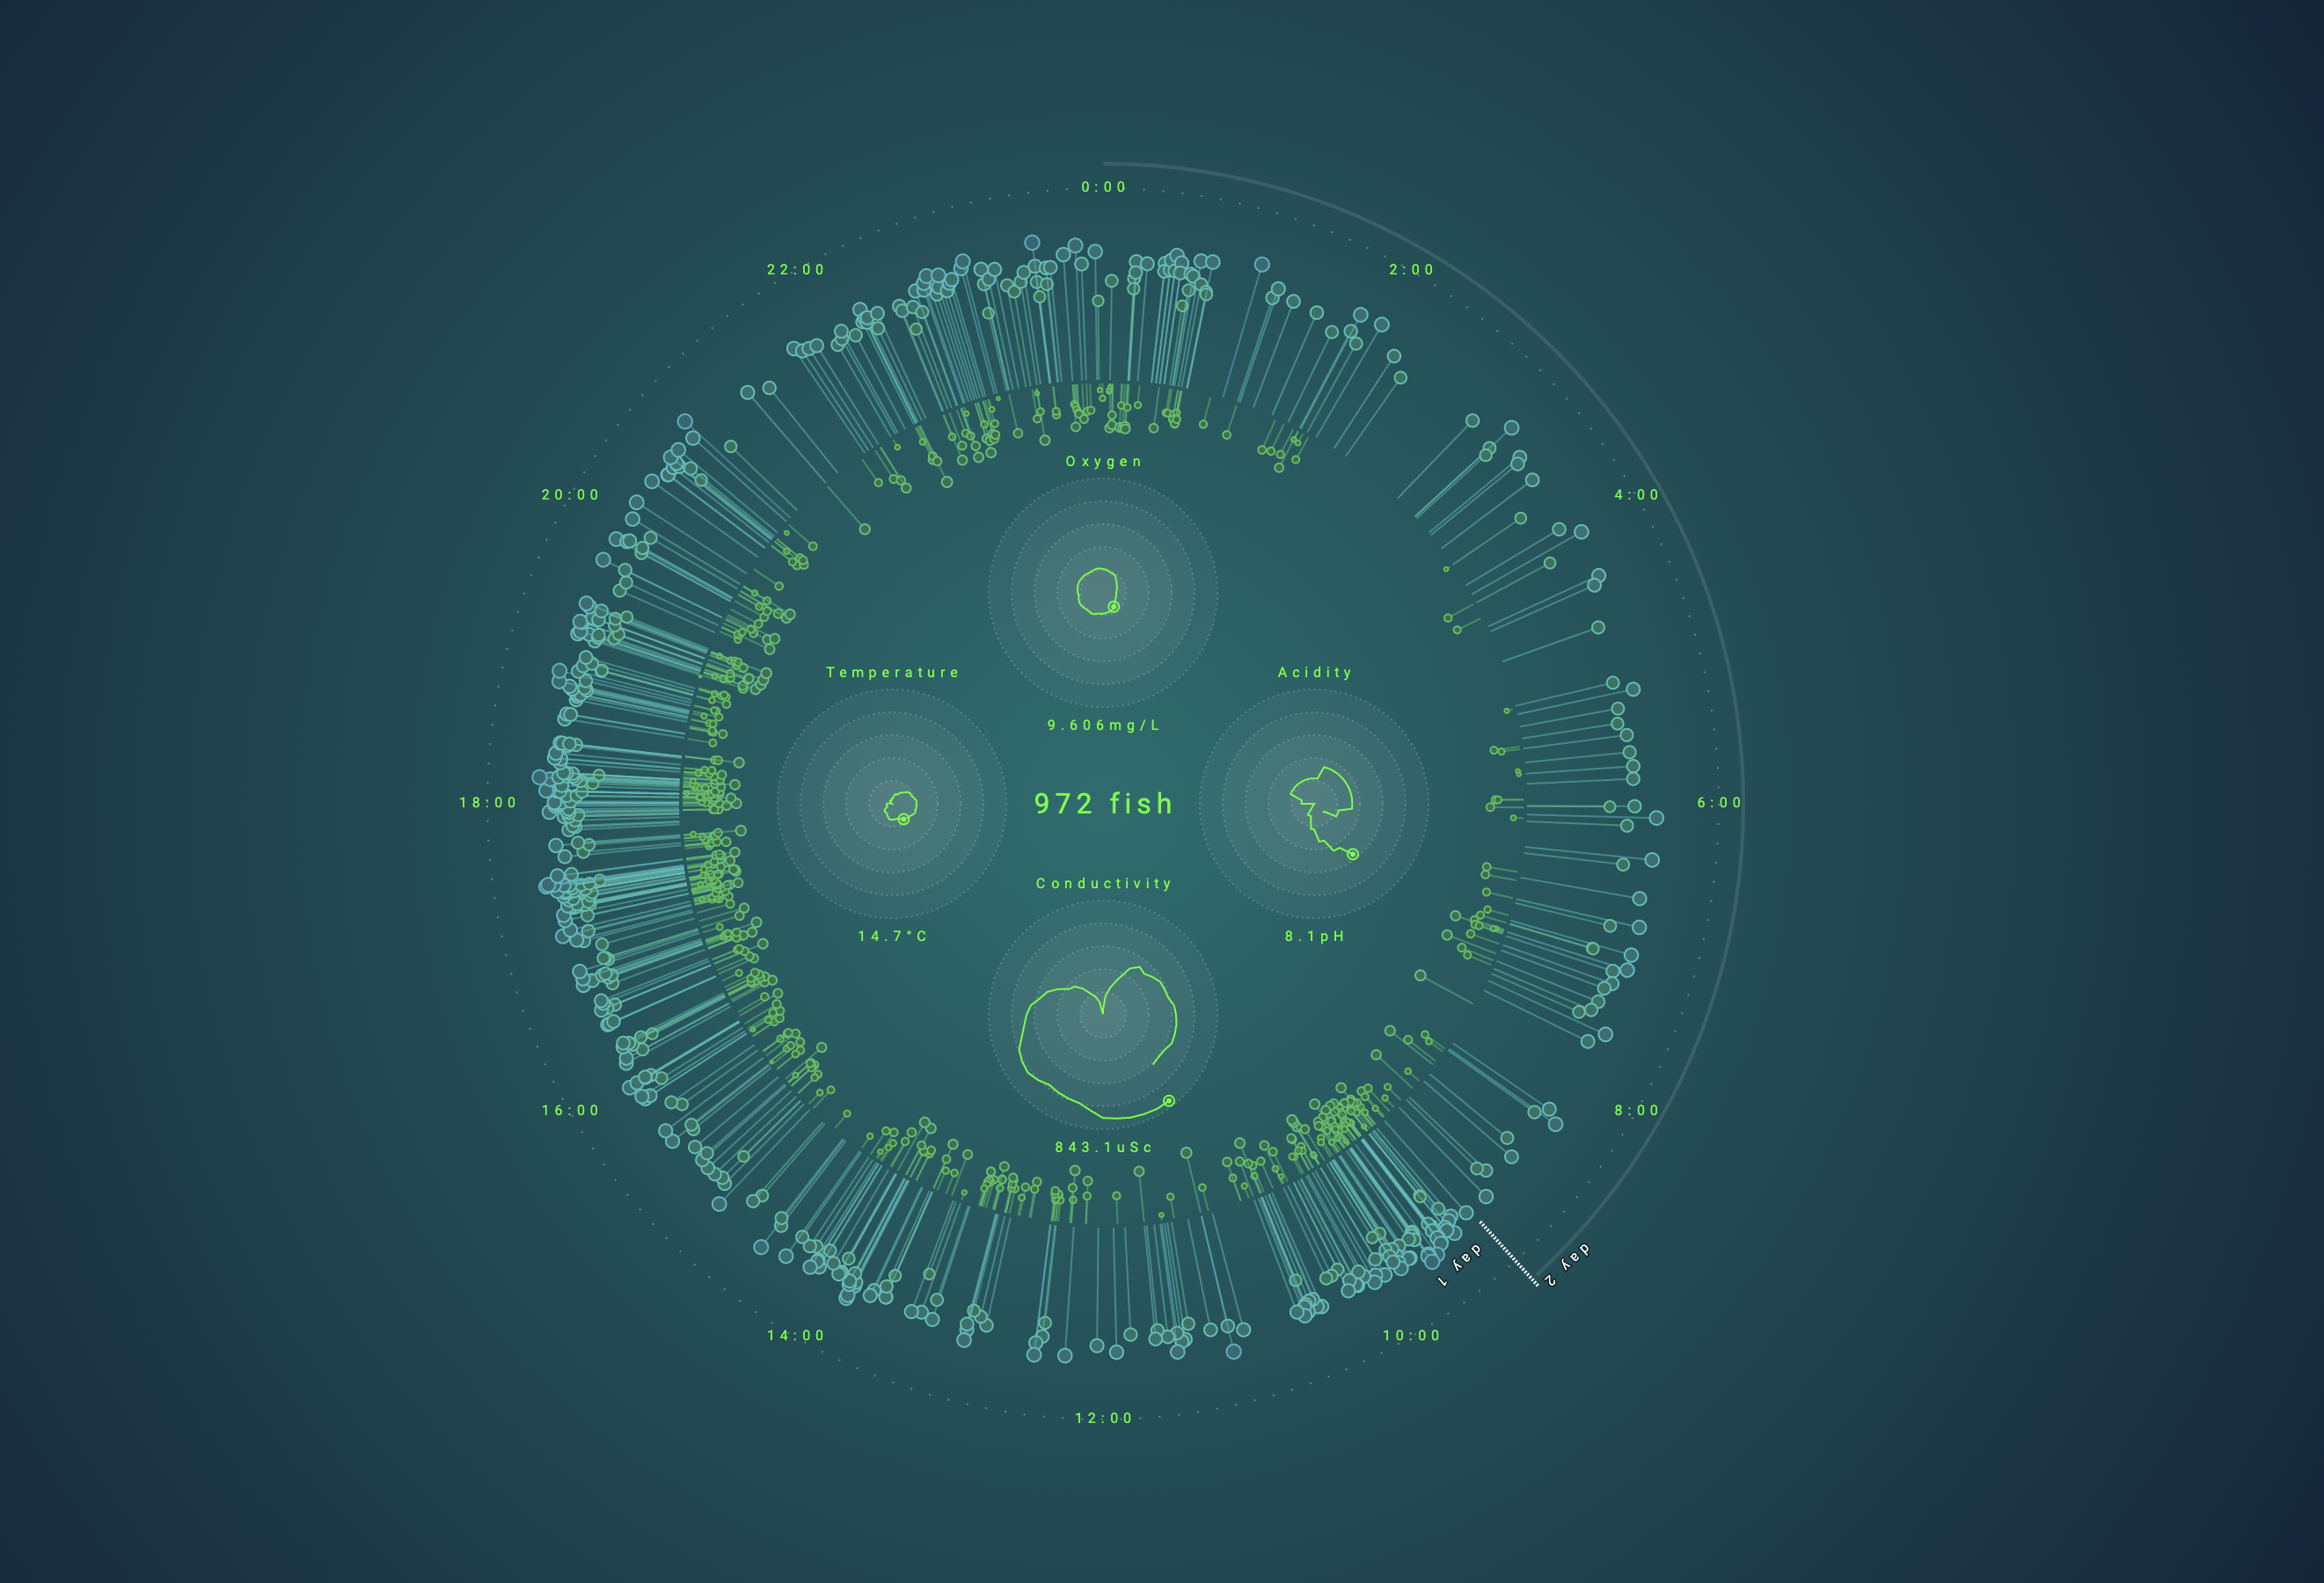 0:00
22:00
2:00
Oxygen
20:00
4:00
Temperature
Acidity
9.606mg/L
18:00
972 fish
6:00
Conductivity
14.7°C
8.1pH
16:00
8:00
843.1uSc
day 1
day 2
14:00
10:00
12:00